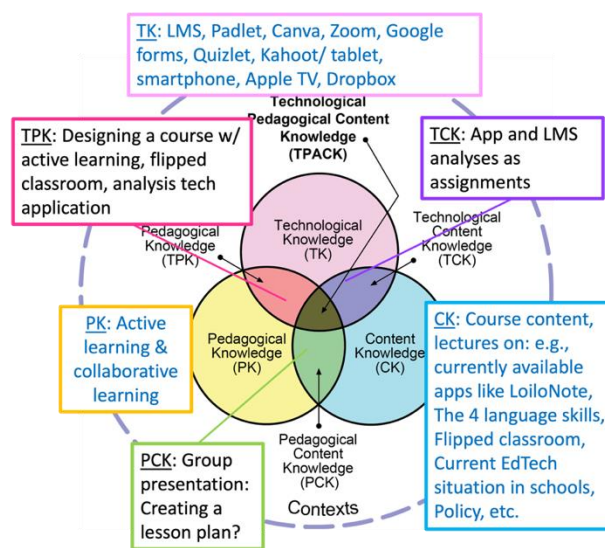 TK: LMS, Padlet, Canva, Zoom, Google
forms, Quizlet, Kahoot/ tablet,
smartphone, Apple TV, Dropbox
Technological
Pedagogical Content
Knowledge
(TPACK)
TPK: Designing a course w/
active learning, flipped
classroom, analysis tech
application
TCK: App and LMS
analyses as
assignments
Pedagogical
Knowledge
(TPK)
Technological
Knowledge
(TK)
Technological
Content
Knowledge
(TCK)
PK: Active
learning &
collaborative
learning
Pedagogical
Knowledge
(PK)
Content
Knowledge
(CK)
CK: Course content,
lectures on: e.g.,
currently available
apps like LoiloNote,
The 4 language skills,
Flipped classroom,
Current EdTech
situation in schools,
Policy, etc.
PCK: Group
presentation:
Creating a
lesson plan?
Pedagogical
Content
Knowledge
(PCK)
Contexts